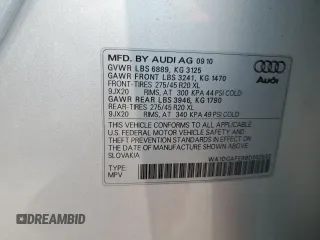 MFD. BY AUDI AG 09 10
GVWR LBS 6889, KG 3125
GAWR FRONT LBS 3241, KG 1470
FRONT-TIRES 275/45 R20 XL
9JX20 RIMS, AT 300 KPA 44 PSI COLD
GAWR REAR LBS 3946, KG 1790
REAR-TIRES 275/45 R20 XL
9JX20 RIMS, AT 340 KPA 49 PSI COLD
THIS VEHICLE CONFORMS TO ALL APPLICABLE
U.S. FEDERAL MOTOR VEHICLE SAFETY AND
THEFT PREVENTION STANDARDS IN EFFECT ON
THE DATE OF MANUFACTURE SHOWN ABOVE.
SLOVAKIA
TYPE:
MPV
Audi
DREAMBID